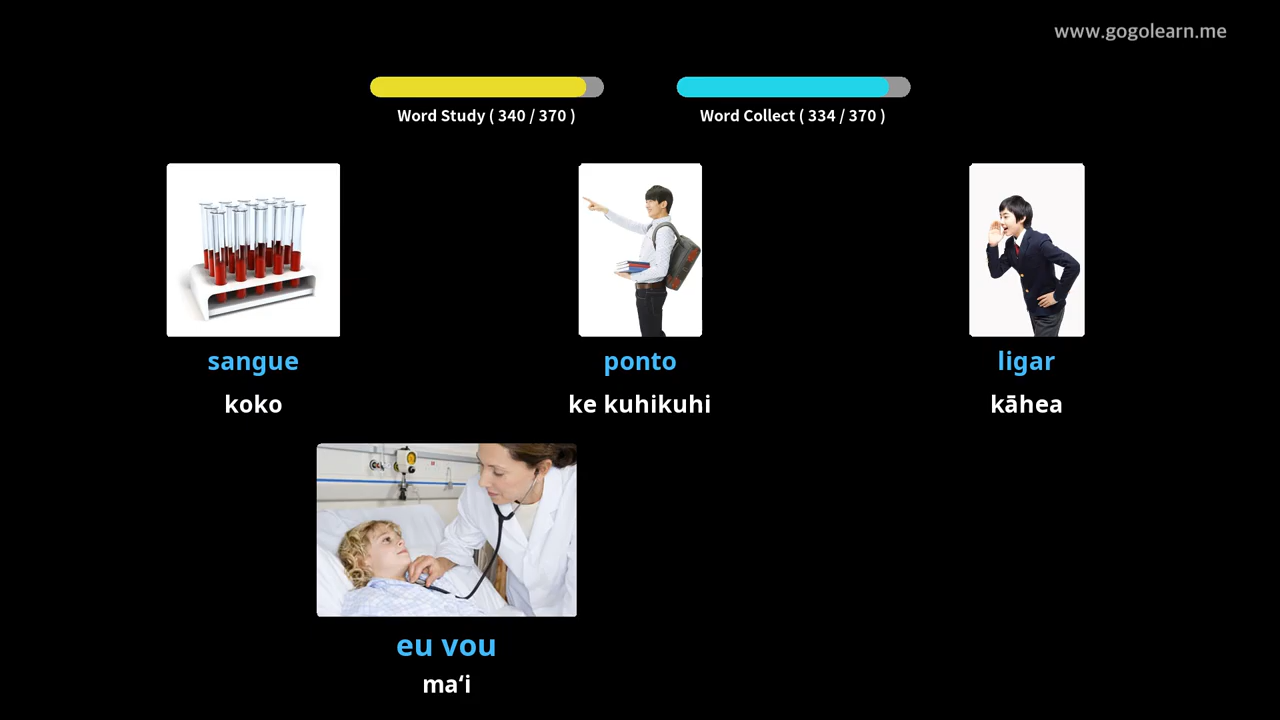 www.gogolearn.me
Word Study ( 340 / 370 )
Word Collect ( 334 / 370 )
sangue
ponto
ligar
koko
ke kuhikuhi
kāhea
eu vou
maʻi